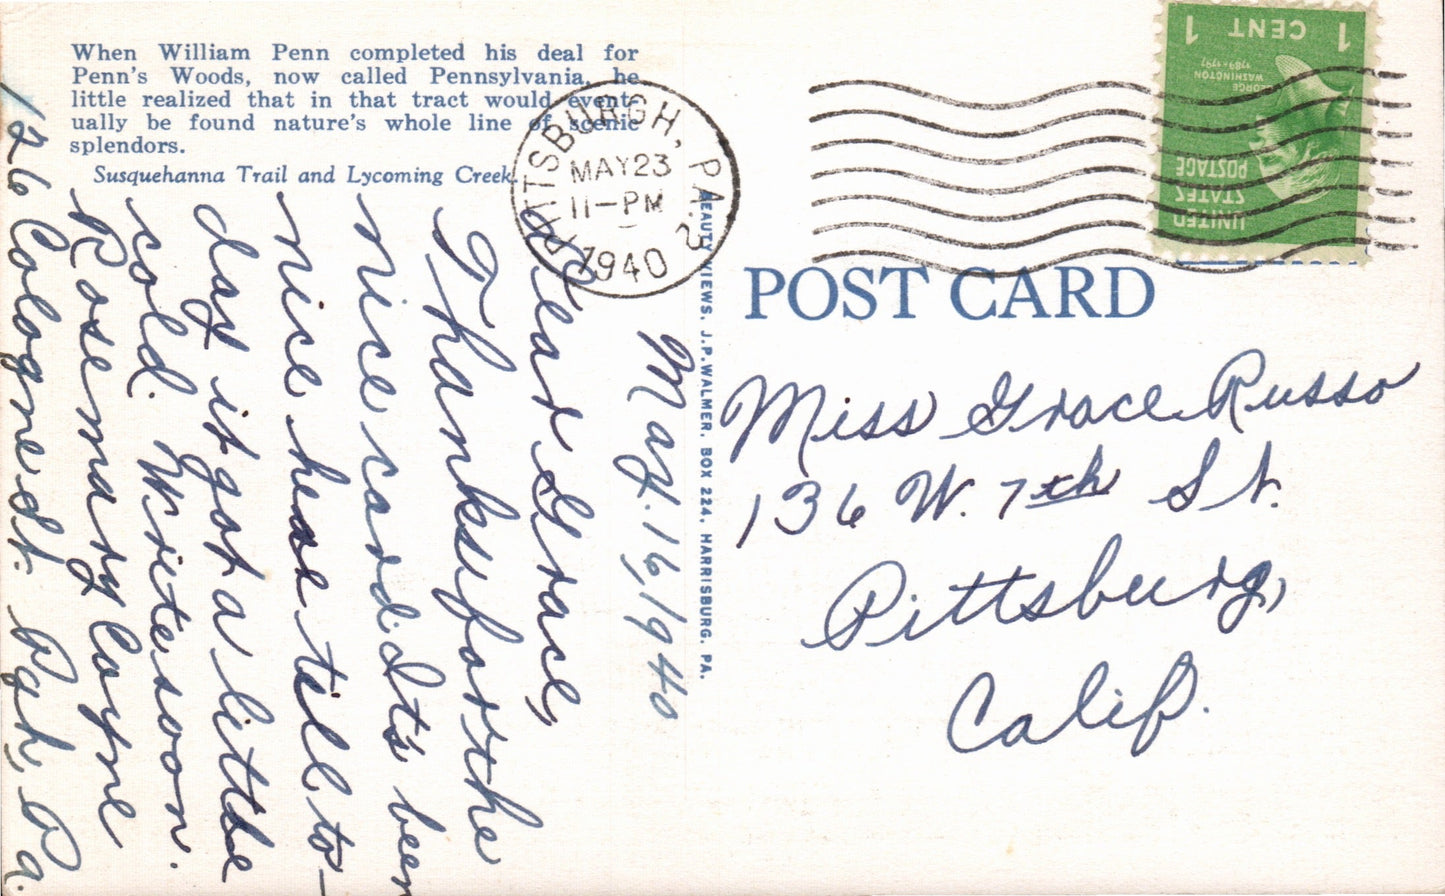 When William Penn completed his deal for
Penn's Woods, now called Pennsylvania, he
little realized that in that tract would event-
ually be found nature's whole line of scenic
splendors.
Susquehanna Trail and Lycoming Creek
PITTSBURGH, PA. 23
MAY 23
11-PM
1940
1 CENT 1
GEORGE
WASHINGTON
1789-1797
UNITED
STATES
POSTAGE
BEAUTY VIEWS. J.P. WALMER. BOX 224, HARRISBURG, PA.
POST CARD
May. 16, 1940
Dear Grace,
Thanks for the
nice card. It's been
nice here till to-
day it got a little
cold. Write soon.
Rosemary Coyne
126 Cologne St. Pgh, Pa.
Miss Grace Russo
136 W. 7th St.
Pittsburg,
Calif.